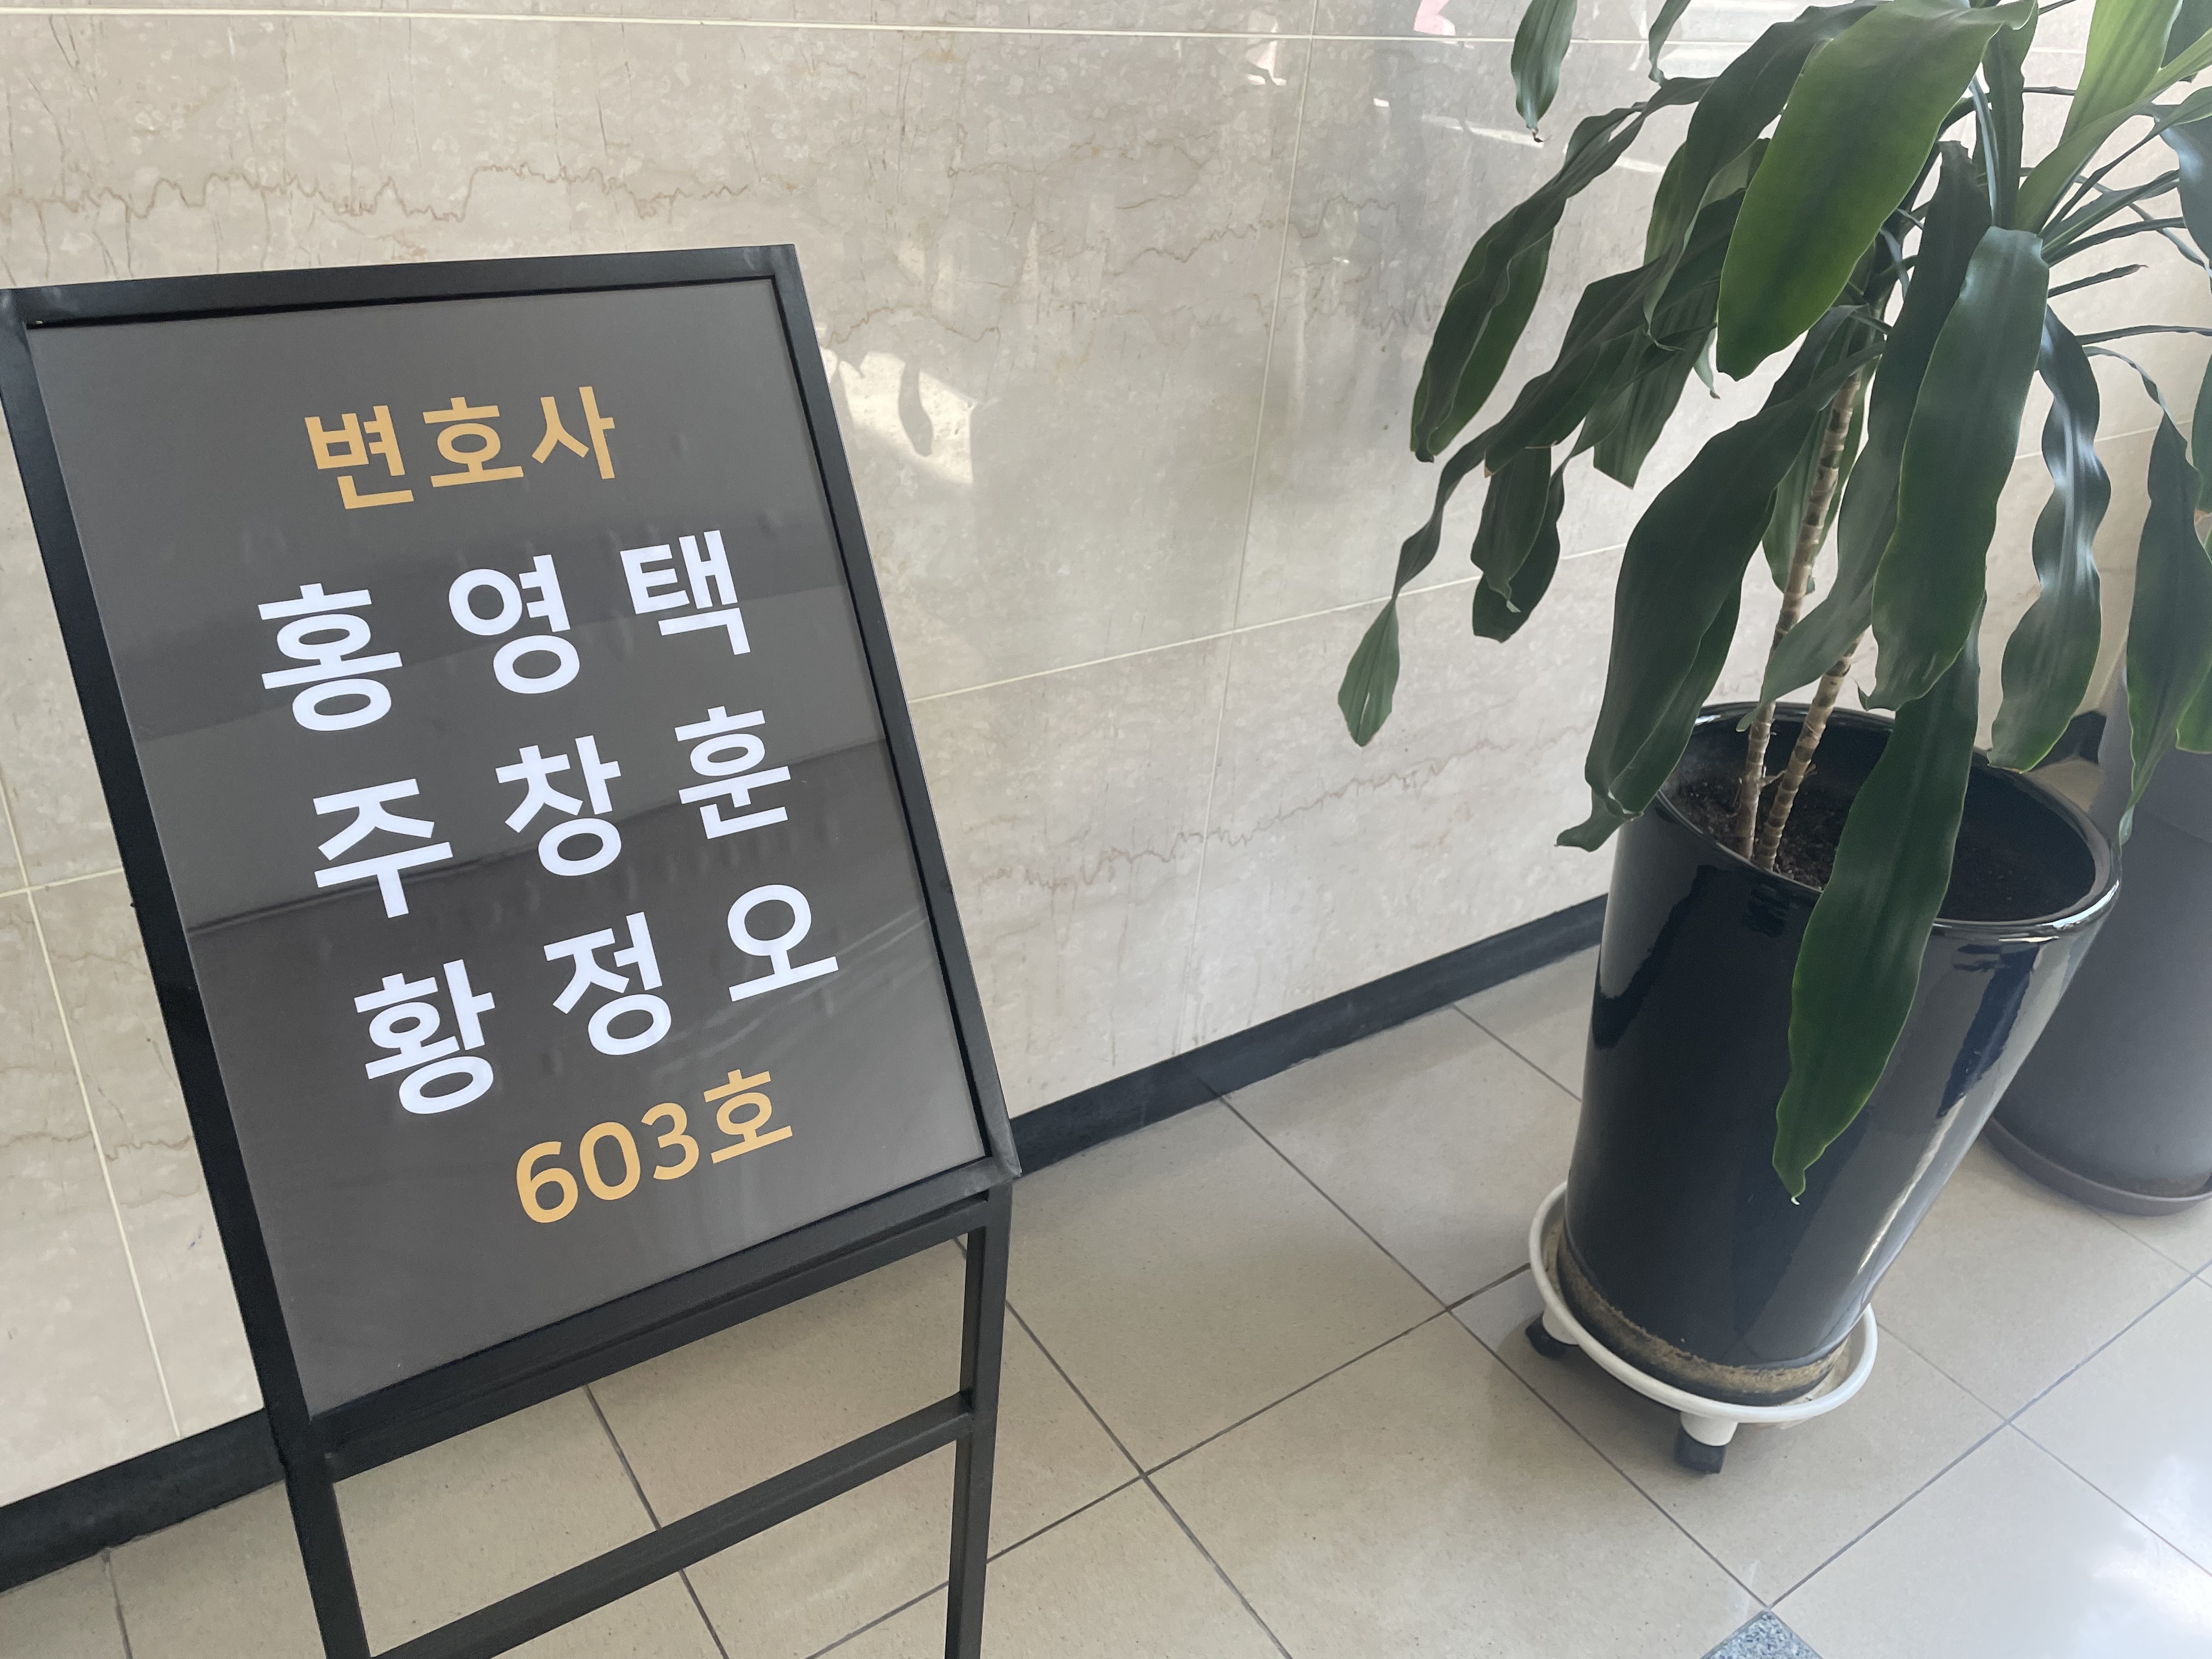 변호사
홍 영 택
주 창 훈
황 정 오
603호